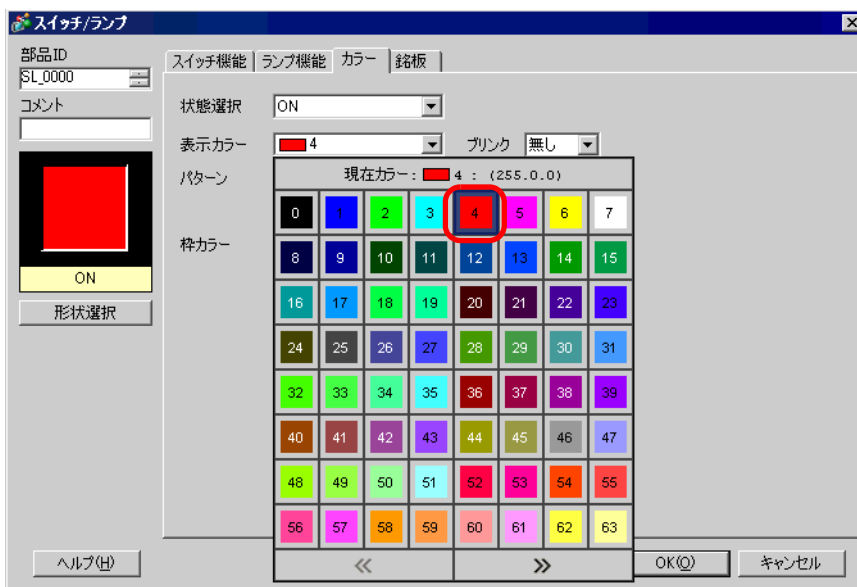 スイッチ/ランプ
部品ID
SL_0000
コメント
ON
形状選択
スイッチ機能 ランプ機能 カラー 銘板
状態選択 ON
表示カラー 4 ブリンク 無し
パターン
枠カラー
現在カラー: 4 : (255.0.0)
0 1 2 3 4 5 6 7
8 9 10 11 12 13 14 15
16 17 18 19 20 21 22 23
24 25 26 27 28 29 30 31
32 33 34 35 36 37 38 39
40 41 42 43 44 45 46 47
48 49 50 51 52 53 54 55
56 57 58 59 60 61 62 63
« »
ヘルプ(H) OK(O) キャンセル